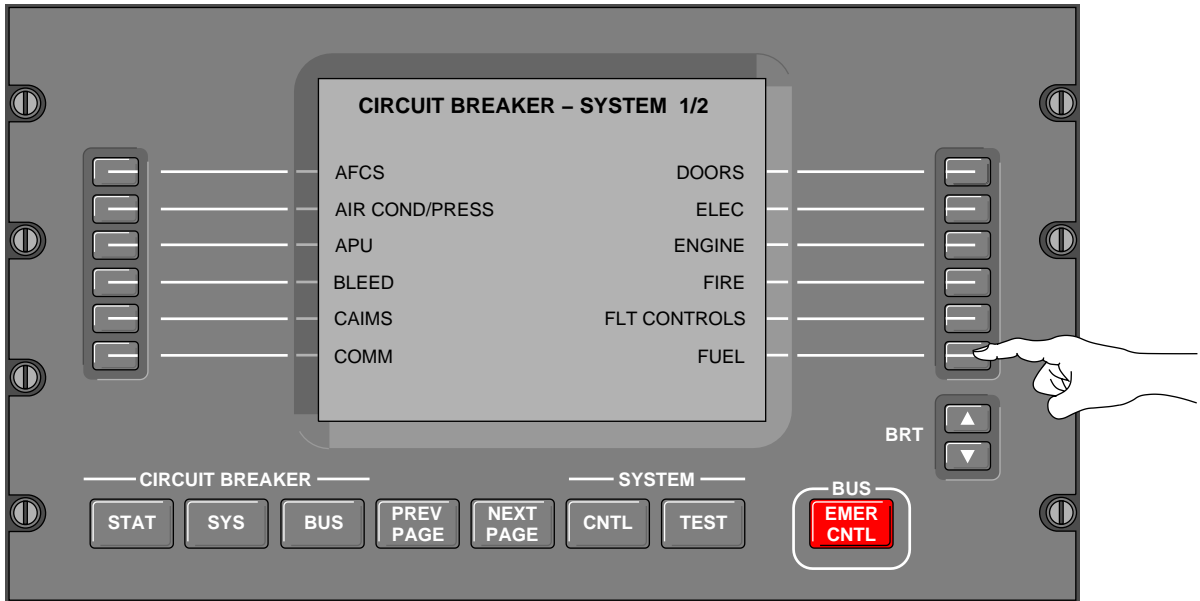 CIRCUIT BREAKER – SYSTEM 1/2
AFCS DOORS
AIR COND/PRESS ELEC
APU ENGINE
BLEED FIRE
CAIMS FLT CONTROLS
COMM FUEL
BRT
CIRCUIT BREAKER
SYSTEM
BUS
STAT
SYS
BUS
PREV
PAGE
NEXT
PAGE
CNTL
TEST
EMER
CNTL